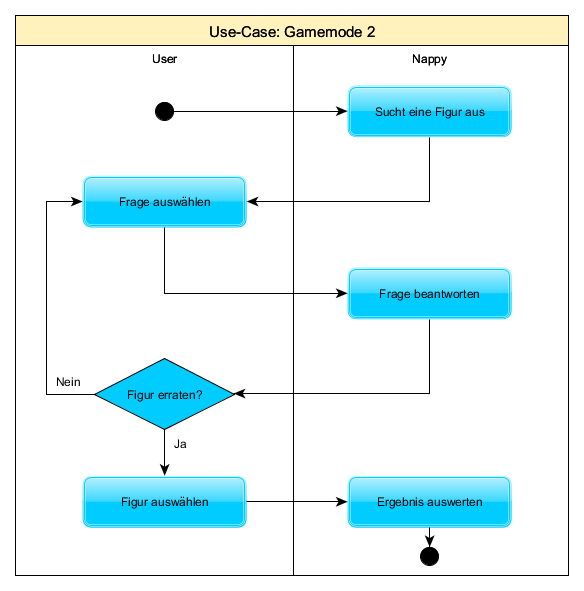 Use-Case: Gamemode 2
User
Nappy
Sucht eine Figur aus
Frage auswählen
Frage beantworten
Nein
Figur erraten?
Ja
Figur auswählen
Ergebnis auswerten